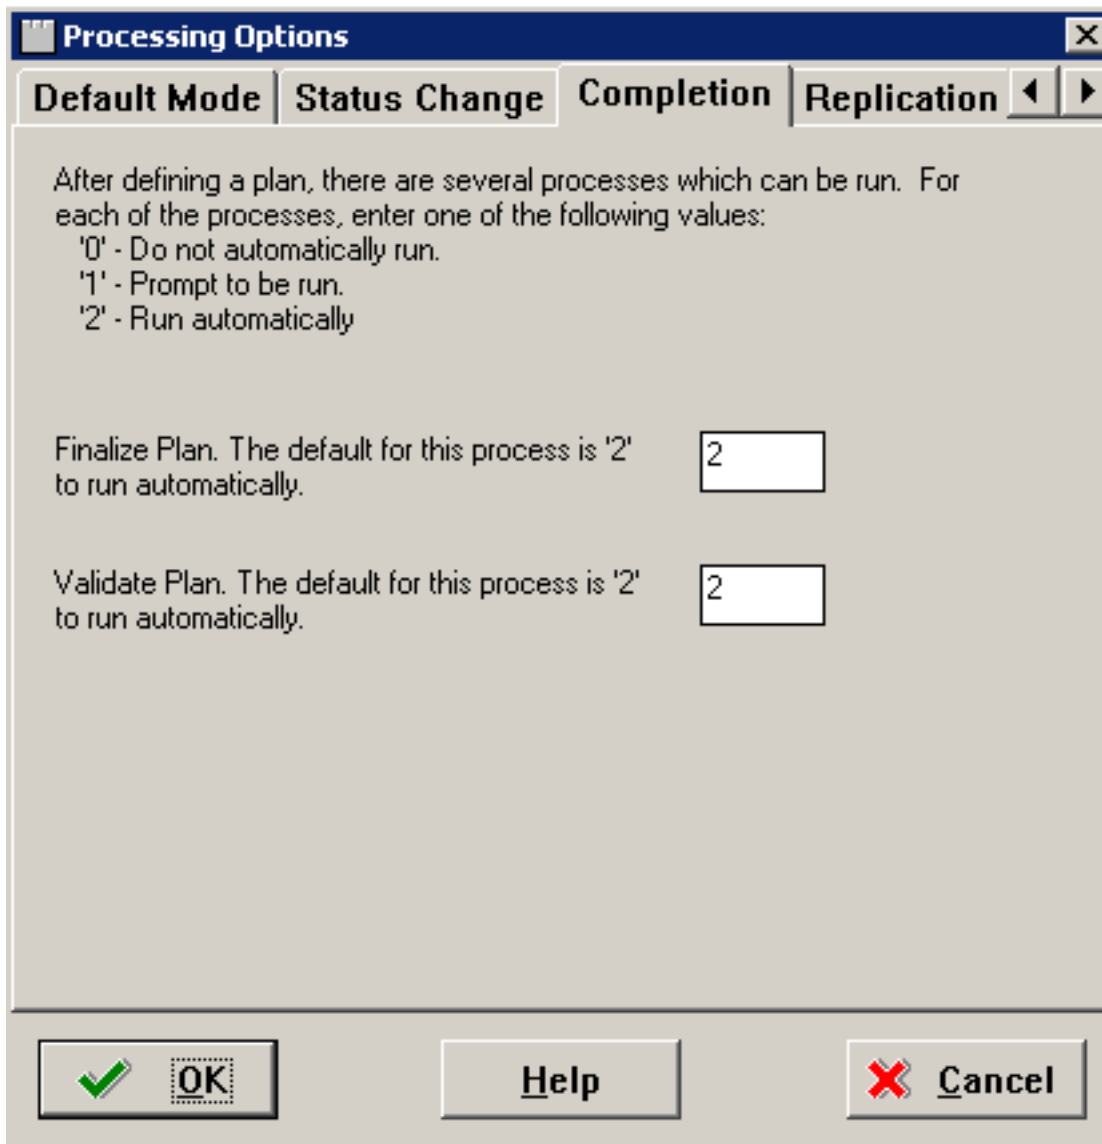 Processing Options
Default Mode
Status Change
Completion
Replication
After defining a plan, there are several processes which can be run.  For
each of the processes, enter one of the following values:
'0' - Do not automatically run.
'1' - Prompt to be run.
'2' - Run automatically
Finalize Plan. The default for this process is '2'
to run automatically.
2
Validate Plan. The default for this process is '2'
to run automatically.
2
OK
Help
Cancel